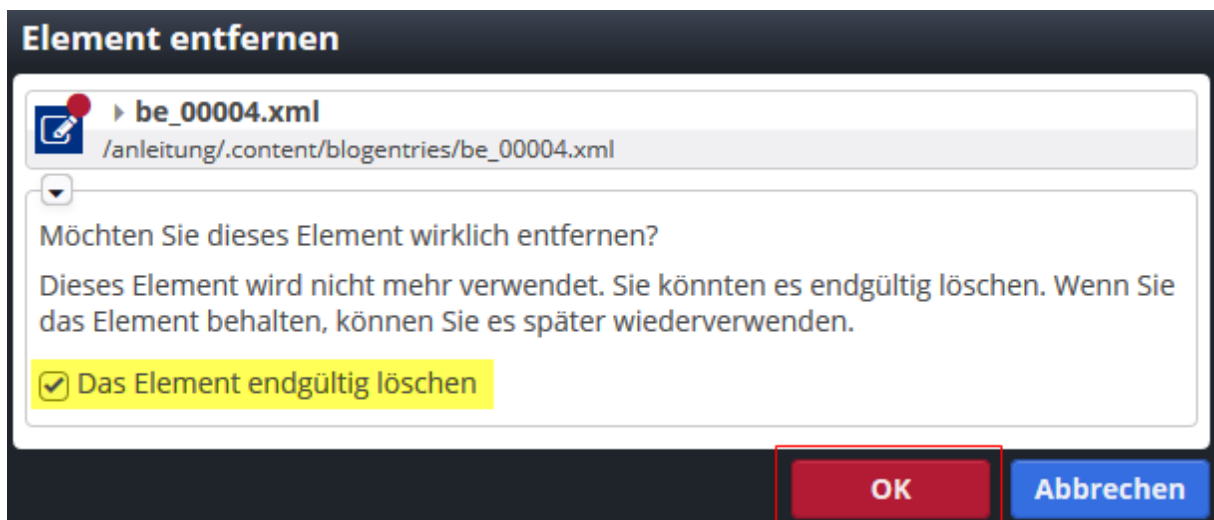 Element entfernen
be_00004.xml
/anleitung/.content/blogentries/be_00004.xml
Möchten Sie dieses Element wirklich entfernen?
Dieses Element wird nicht mehr verwendet. Sie könnten es endgültig löschen. Wenn Sie
das Element behalten, können Sie es später wiederverwenden.
Das Element endgültig löschen
OK
Abbrechen